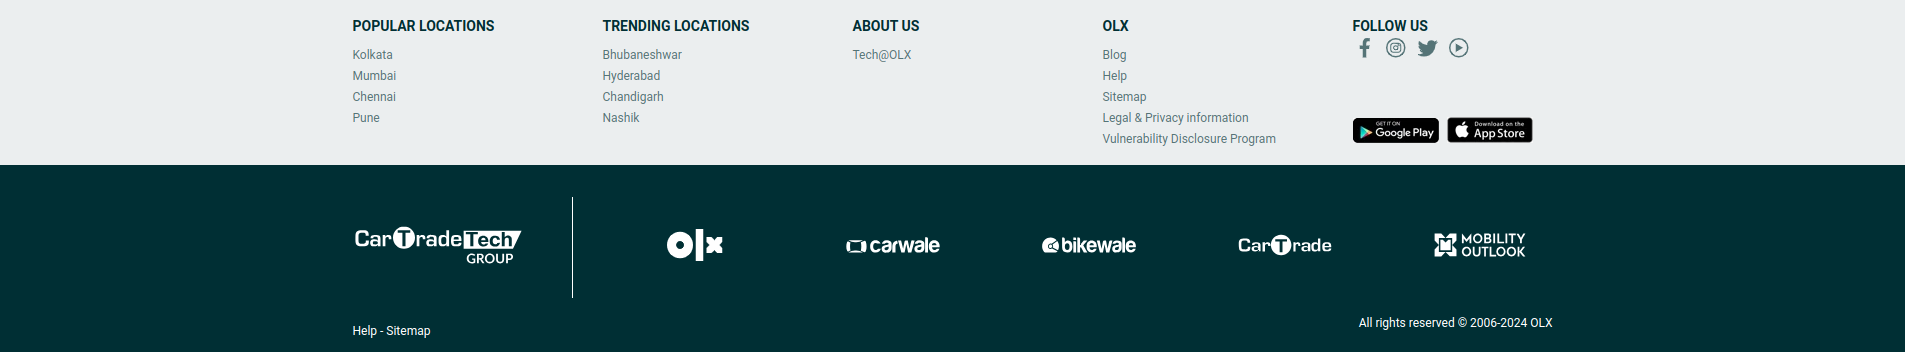 POPULAR LOCATIONS
Kolkata
Mumbai
Chennai
Pune
TRENDING LOCATIONS
Bhubaneshwar
Hyderabad
Chandigarh
Nashik
ABOUT US
Tech@OLX
OLX
Blog
Help
Sitemap
Legal & Privacy information
Vulnerability Disclosure Program
FOLLOW US
GET IT ON
Google Play
Download on the
App Store
CarTradeTech
GROUP
olx
carwale
bikewale
CarTrade
MOBILITY
OUTLOOK
Help - Sitemap
All rights reserved © 2006-2024 OLX